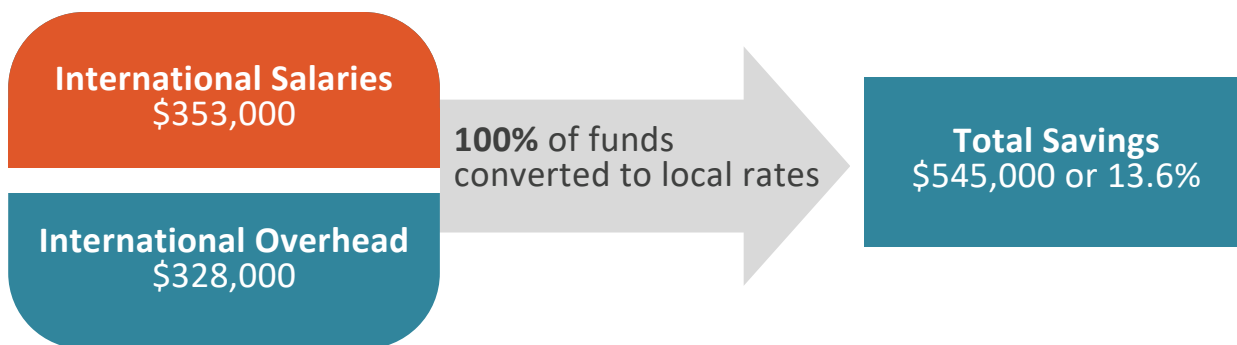 International Salaries
$353,000
International Overhead
$328,000
100% of funds
converted to local rates
Total Savings
$545,000 or 13.6%